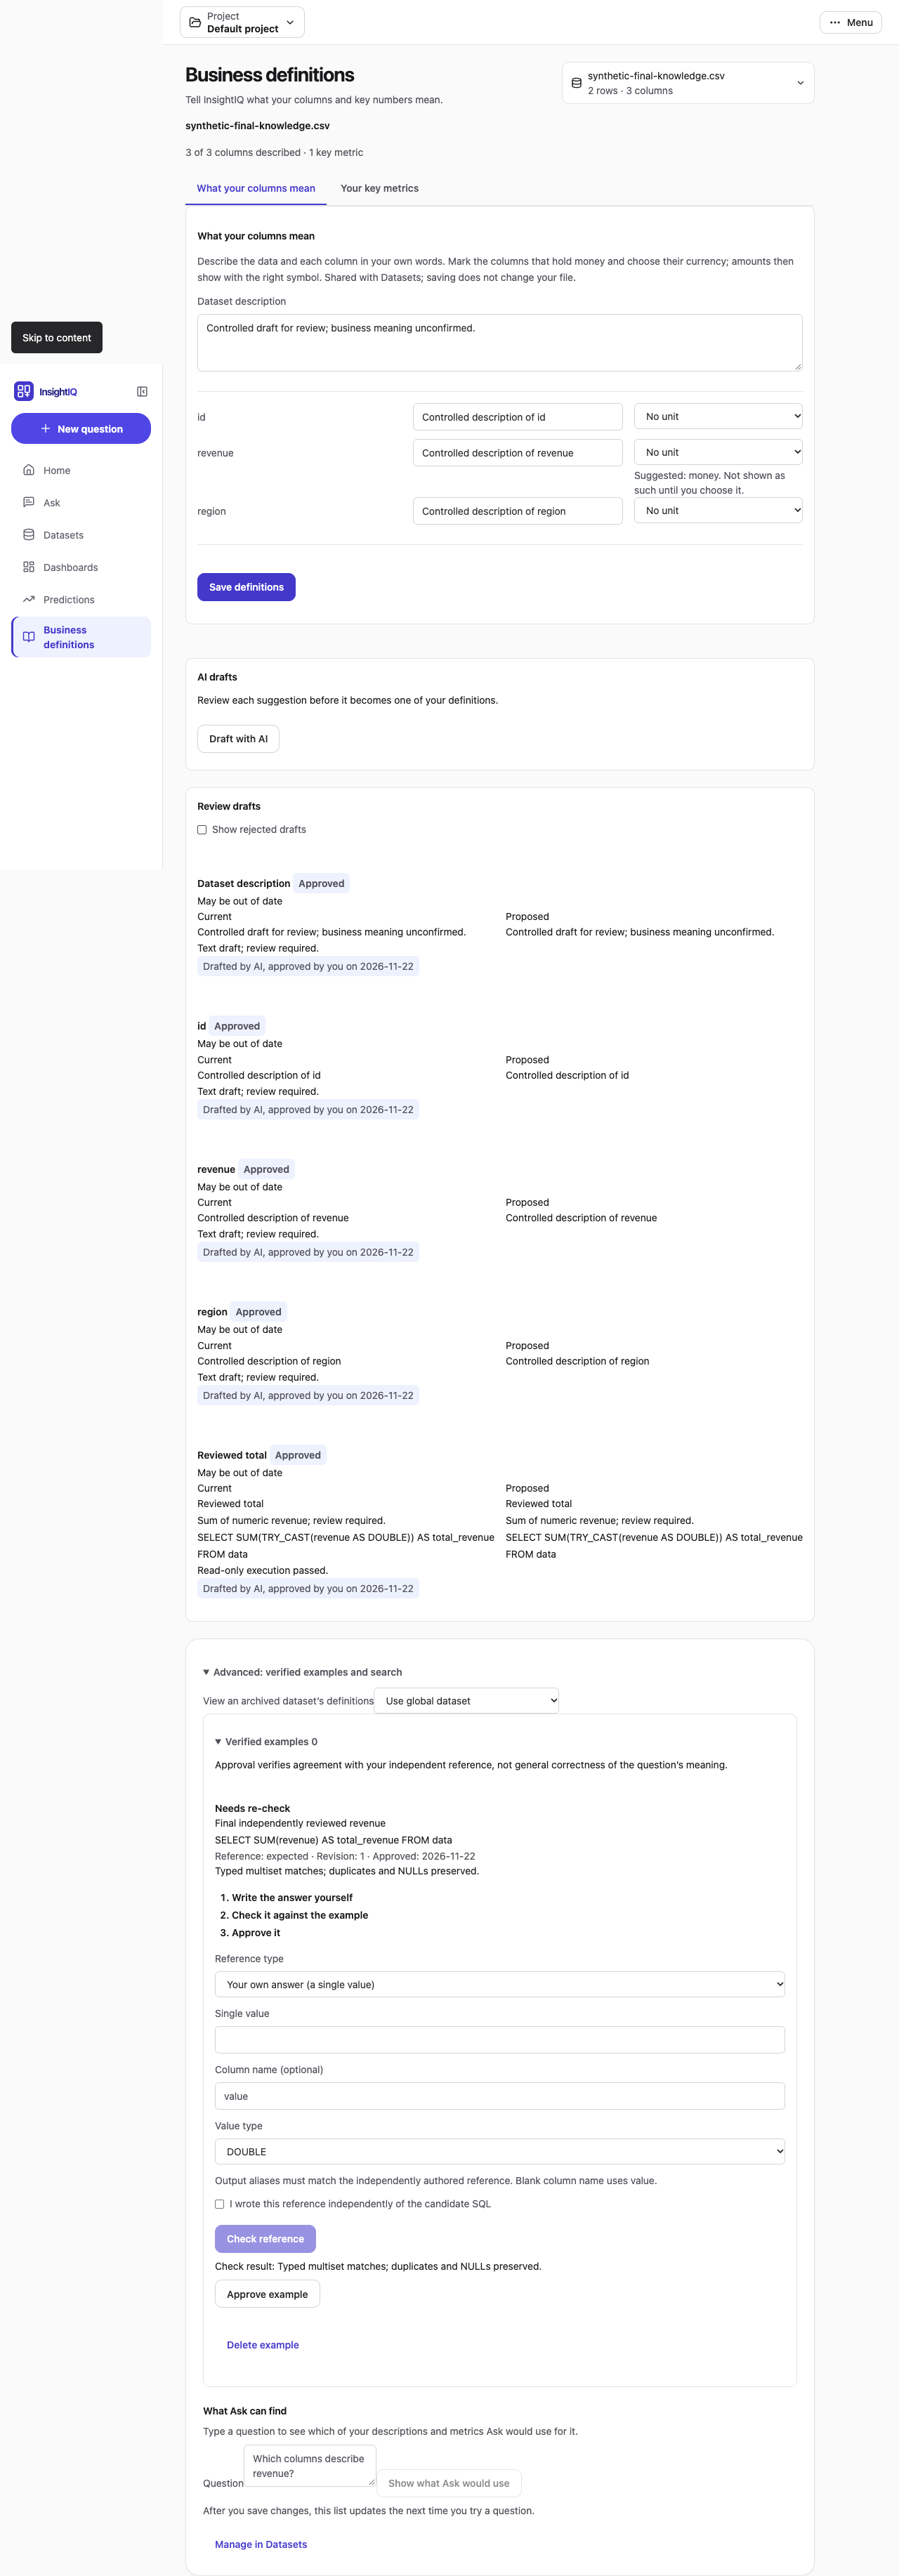 Project
Default project
Menu
Business definitions
Tell InsightIQ what your columns and key numbers mean.
synthetic-final-knowledge.csv
2 rows · 3 columns
synthetic-final-knowledge.csv
3 of 3 columns described · 1 key metric
What your columns mean
Your key metrics
What your columns mean
Describe the data and each column in your own words. Mark the columns that hold money and choose their currency; amounts then
show with the right symbol. Shared with Datasets; saving does not change your file.
Dataset description
Controlled draft for review; business meaning unconfirmed.
Skip to content
InsightIQ
New question
Home
Ask
Datasets
Dashboards
Predictions
Business
definitions
id
Controlled description of id
No unit
revenue
Controlled description of revenue
No unit
Suggested: money. Not shown as
such until you choose it.
region
Controlled description of region
No unit
Save definitions
AI drafts
Review each suggestion before it becomes one of your definitions.
Draft with AI
Review drafts
Show rejected drafts
Dataset description Approved
May be out of date
Current
Proposed
Controlled draft for review; business meaning unconfirmed.
Controlled draft for review; business meaning unconfirmed.
Text draft; review required.
Drafted by AI, approved by you on 2026-11-22
id Approved
May be out of date
Current
Proposed
Controlled description of id
Controlled description of id
Text draft; review required.
Drafted by AI, approved by you on 2026-11-22
revenue Approved
May be out of date
Current
Proposed
Controlled description of revenue
Controlled description of revenue
Text draft; review required.
Drafted by AI, approved by you on 2026-11-22
region Approved
May be out of date
Current
Proposed
Controlled description of region
Controlled description of region
Text draft; review required.
Drafted by AI, approved by you on 2026-11-22
Reviewed total Approved
May be out of date
Current
Proposed
Reviewed total
Reviewed total
Sum of numeric revenue; review required.
Sum of numeric revenue; review required.
SELECT SUM(TRY_CAST(revenue AS DOUBLE)) AS total_revenue
FROM data
SELECT SUM(TRY_CAST(revenue AS DOUBLE)) AS total_revenue
FROM data
Read-only execution passed.
Drafted by AI, approved by you on 2026-11-22
Advanced: verified examples and search
View an archived dataset's definitions
Use global dataset
Verified examples 0
Approval verifies agreement with your independent reference, not general correctness of the question's meaning.
Needs re-check
Final independently reviewed revenue
SELECT SUM(revenue) AS total_revenue FROM data
Reference: expected · Revision: 1 · Approved: 2026-11-22
Typed multiset matches; duplicates and NULLs preserved.
1. Write the answer yourself
2. Check it against the example
3. Approve it
Reference type
Your own answer (a single value)
Single value
Column name (optional)
value
Value type
DOUBLE
Output aliases must match the independently authored reference. Blank column name uses value.
I wrote this reference independently of the candidate SQL
Check reference
Check result: Typed multiset matches; duplicates and NULLs preserved.
Approve example
Delete example
What Ask can find
Type a question to see which of your descriptions and metrics Ask would use for it.
Question
Which columns describe
revenue?
Show what Ask would use
After you save changes, this list updates the next time you try a question.
Manage in Datasets